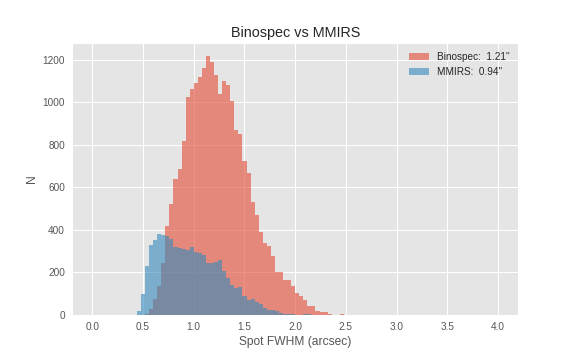 Binospec vs MMIRS
Binospec: 1.21"
MMIRS: 0.94"
1200
1000
800
600
400
200
0
N
0.0 0.5 1.0 1.5 2.0 2.5 3.0 3.5 4.0
Spot FWHM (arcsec)